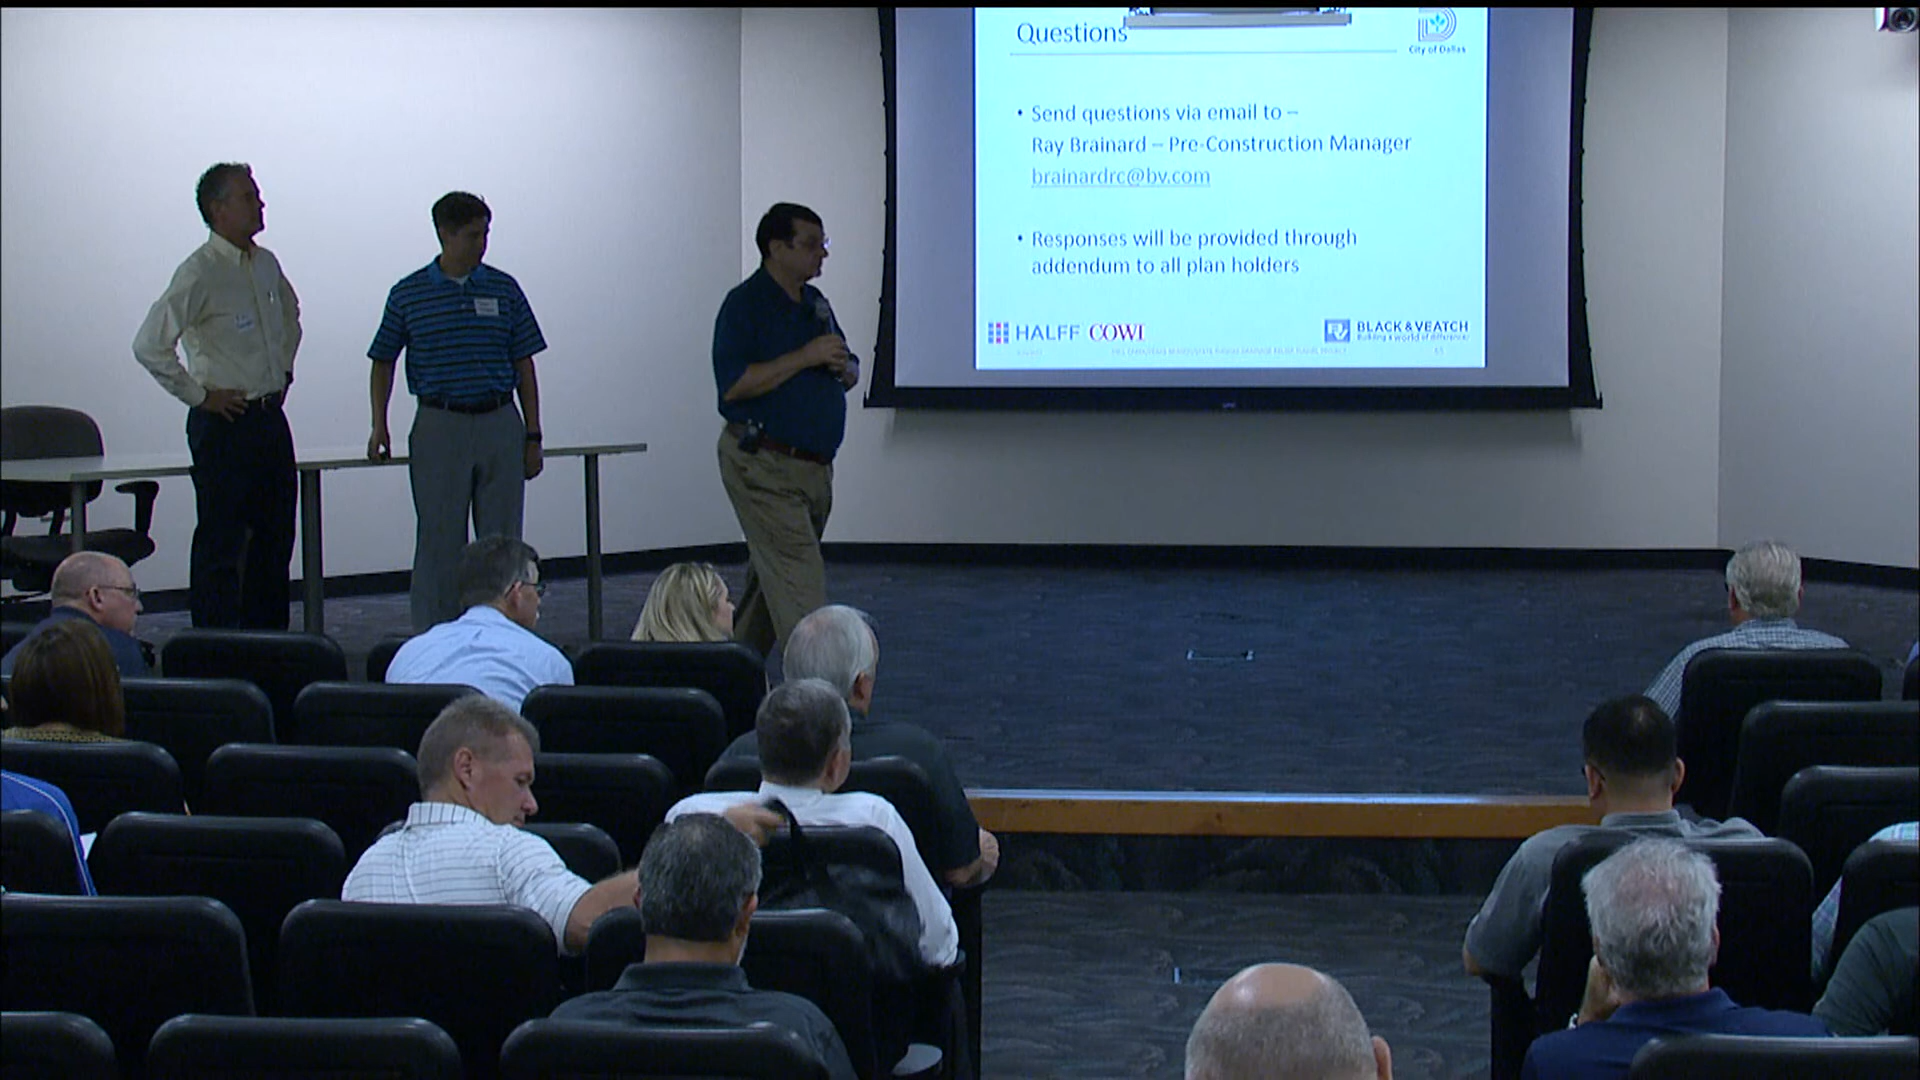 Questions
City of Dallas
• Send questions via email to –
Ray Brainard – Pre-Construction Manager
brainardrc@bv.com
• Responses will be provided through
addendum to all plan holders
HALFF COWI
BLACK & VEATCH
Building a world of difference.